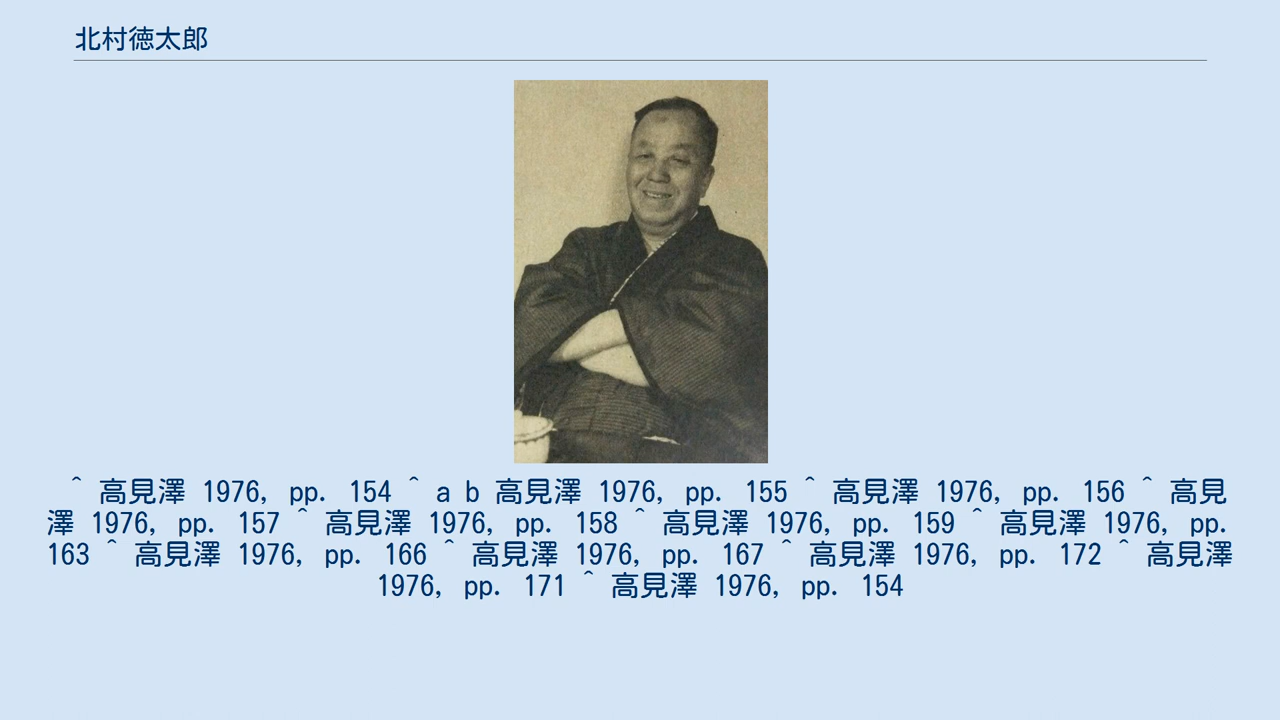 北村徳太郎
^ 高見澤 1976, pp. 154 ^ a b 高見澤 1976, pp. 155 ^ 高見澤 1976, pp. 156 ^ 高見
澤 1976, pp. 157 ^ 高見澤 1976, pp. 158 ^ 高見澤 1976, pp. 159 ^ 高見澤 1976, pp.
163 ^ 高見澤 1976, pp. 166 ^ 高見澤 1976, pp. 167 ^ 高見澤 1976, pp. 172 ^ 高見澤
1976, pp. 171 ^ 高見澤 1976, pp. 154